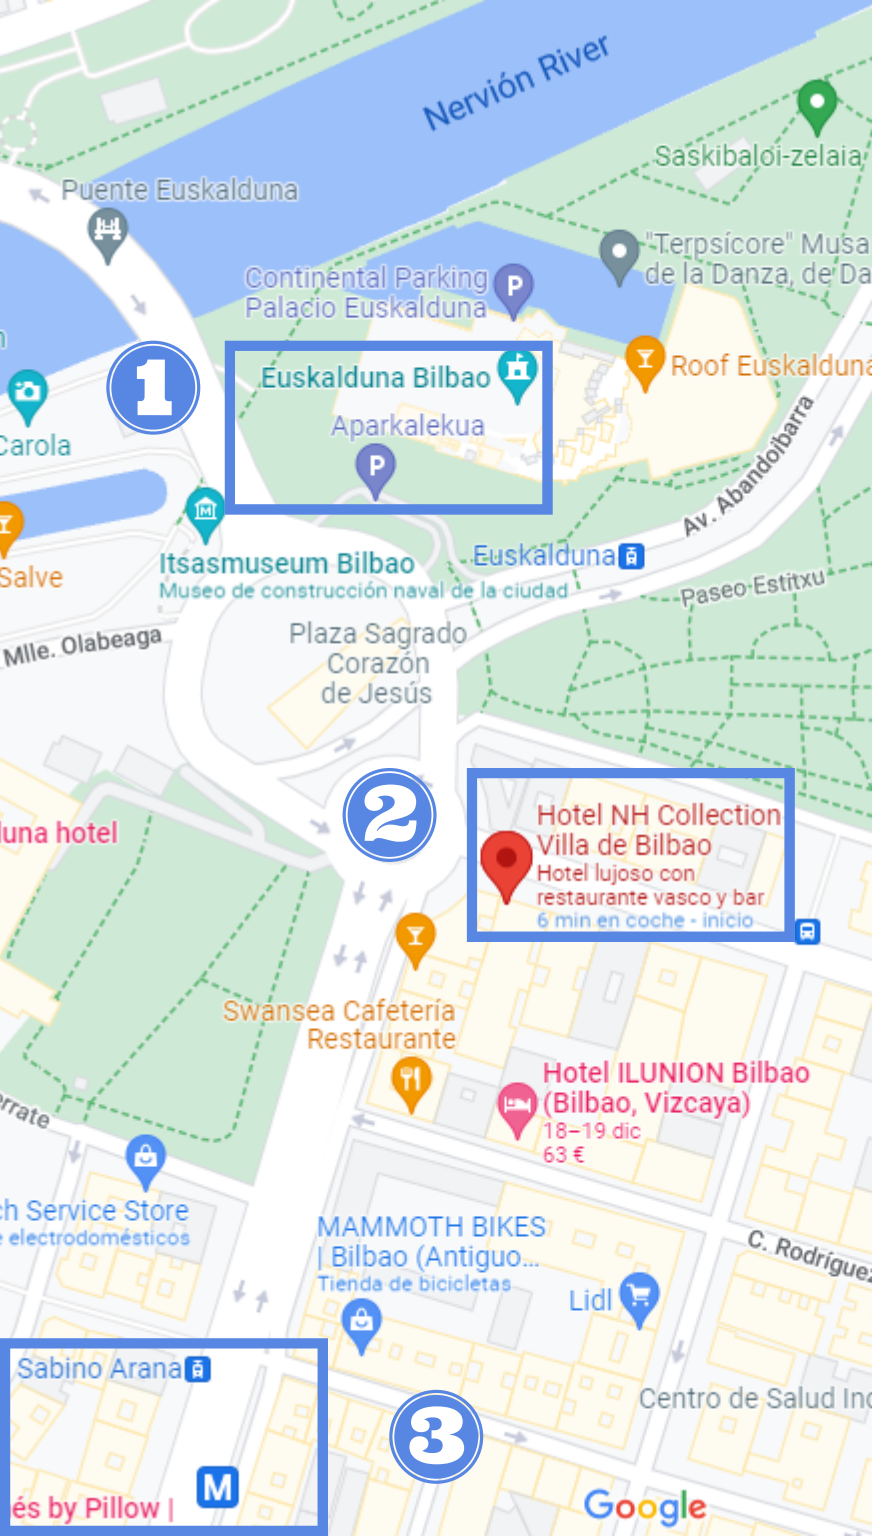 Nervión River
Saskibaloi-zelaia
Puente Euskalduna
"Terpsícore" Musa
de la Danza, de Da
Continental Parking
Palacio Euskalduna
P
1
Euskalduna Bilbao
Roof Euskalduna
Aparkalekua
P
Carola
Av. Abandoibarra
M
Salve
Itsasmuseum Bilbao
Museo de construcción naval de la ciudad
Euskalduna
Paseo Estitxu
Mlle. Olabeaga
Plaza Sagrado
Corazón
de Jesús
2
Hotel NH Collection
Villa de Bilbao
Hotel lujoso con
restaurante vasco y bar
6 min en coche - inicio
luna hotel
Swansea Cafetería
Restaurante
Hotel ILUNION Bilbao
(Bilbao, Vizcaya)
18–19 dic
63 €
errate
ch Service Store
e electrodomésticos
MAMMOTH BIKES
| Bilbao (Antiguo...
Tienda de bicicletas
C. Rodríguez
Lidl
Sabino Arana
Centro de Salud Ind
3
M
és by Pillow |
Google